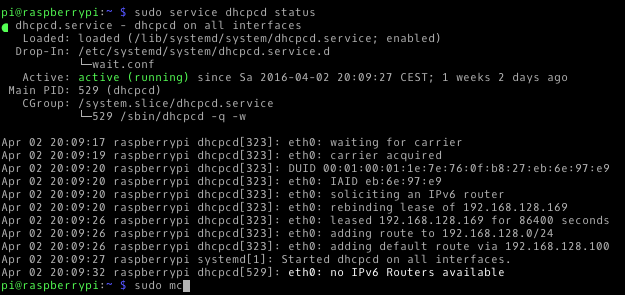 pi@raspberrypi:~ $ sudo service dhcpcd status
● dhcpcd.service - dhcpcd on all interfaces
   Loaded: loaded (/lib/systemd/system/dhcpcd.service; enabled)
  Drop-In: /etc/systemd/system/dhcpcd.service.d
           └─wait.conf
   Active: active (running) since Sa 2016-04-02 20:09:27 CEST; 1 weeks 2 days ago
 Main PID: 529 (dhcpcd)
   CGroup: /system.slice/dhcpcd.service
           └─529 /sbin/dhcpcd -q -w

Apr 02 20:09:17 raspberrypi dhcpcd[323]: eth0: waiting for carrier
Apr 02 20:09:19 raspberrypi dhcpcd[323]: eth0: carrier acquired
Apr 02 20:09:20 raspberrypi dhcpcd[323]: DUID 00:01:00:01:1e:7e:76:0f:b8:27:eb:6e:97:e9
Apr 02 20:09:20 raspberrypi dhcpcd[323]: eth0: IAID eb:6e:97:e9
Apr 02 20:09:20 raspberrypi dhcpcd[323]: eth0: soliciting an IPv6 router
Apr 02 20:09:20 raspberrypi dhcpcd[323]: eth0: rebinding lease of 192.168.128.169
Apr 02 20:09:26 raspberrypi dhcpcd[323]: eth0: leased 192.168.128.169 for 86400 seconds
Apr 02 20:09:26 raspberrypi dhcpcd[323]: eth0: adding route to 192.168.128.0/24
Apr 02 20:09:26 raspberrypi dhcpcd[323]: eth0: adding default route via 192.168.128.100
Apr 02 20:09:27 raspberrypi systemd[1]: Started dhcpcd on all interfaces.
Apr 02 20:09:32 raspberrypi dhcpcd[529]: eth0: no IPv6 Routers available
pi@raspberrypi:~ $ sudo mc